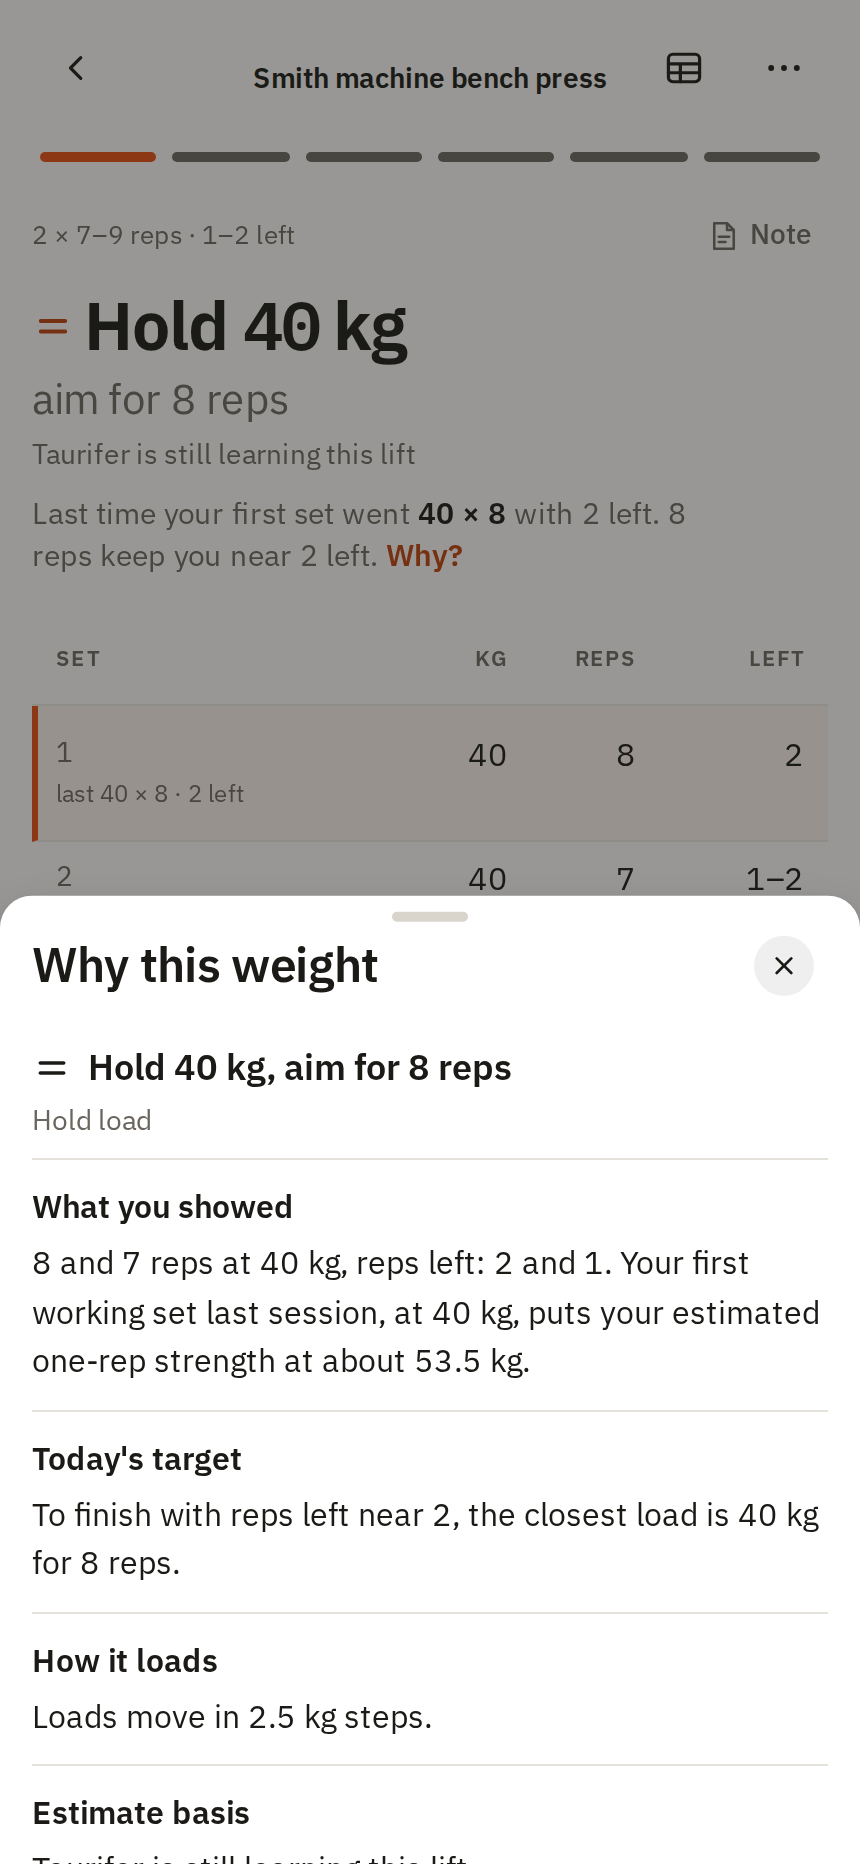 Smith machine bench press
2 × 7–9 reps · 1–2 left
Note
= Hold 40 kg
aim for 8 reps
Taurifer is still learning this lift
Last time your first set went 40 × 8 with 2 left. 8
reps keep you near 2 left. Why?
SET KG REPS LEFT
1 40 8 2
last 40 × 8 · 2 left
2 40 7 1–2
Why this weight
= Hold 40 kg, aim for 8 reps
Hold load
What you showed
8 and 7 reps at 40 kg, reps left: 2 and 1. Your first
working set last session, at 40 kg, puts your estimated
one-rep strength at about 53.5 kg.
Today's target
To finish with reps left near 2, the closest load is 40 kg
for 8 reps.
How it loads
Loads move in 2.5 kg steps.
Estimate basis
Taurifer is still learning this lift